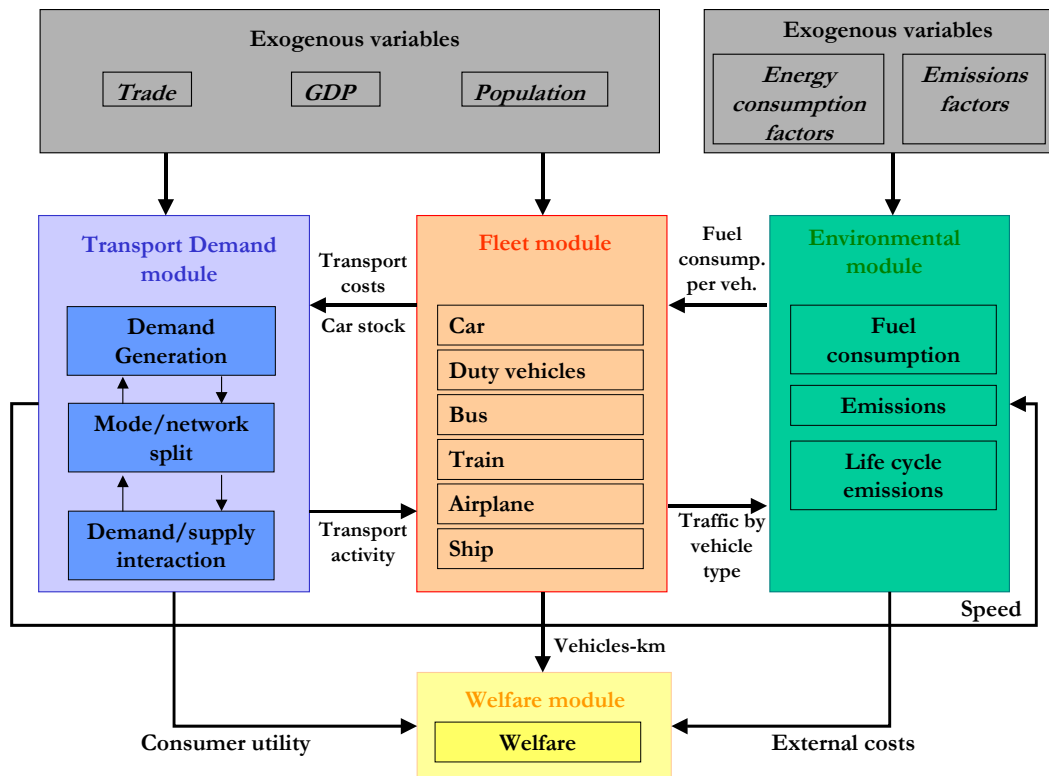 Exogenous variables
Trade
GDP
Population
Exogenous variables
Energy
consumption
factors
Emissions
factors
Transport Demand
module
Demand
Generation
Mode/network
split
Demand/supply
interaction
Transport
costs
Car stock
Transport
activity
Fleet module
Car
Duty vehicles
Bus
Train
Airplane
Ship
Fuel
consump.
per veh.
Traffic by
vehicle
type
Environmental
module
Fuel
consumption
Emissions
Life cycle
emissions
Speed
Vehicles-km
Welfare module
Welfare
Consumer utility
External costs